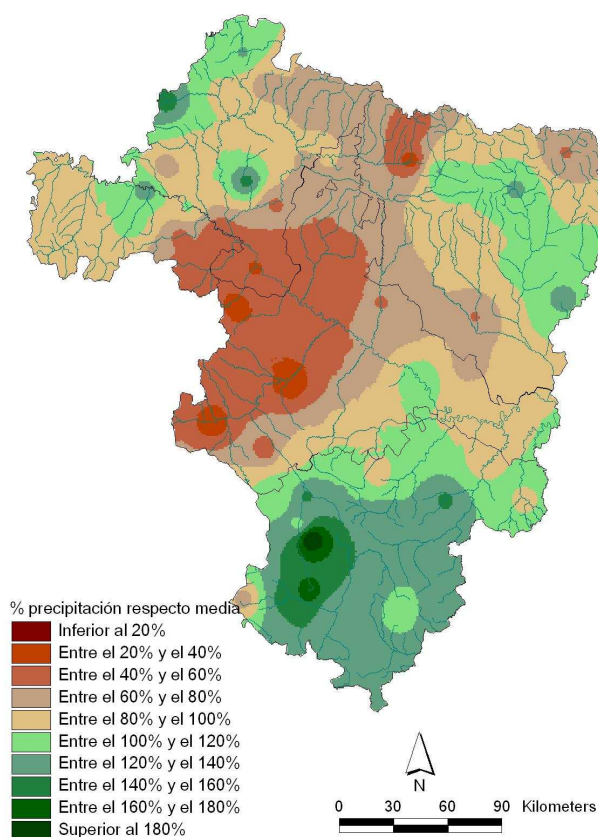 % precipitación respecto media
Inferior al 20%
Entre el 20% y el 40%
Entre el 40% y el 60%
Entre el 60% y el 80%
Entre el 80% y el 100%
Entre el 100% y el 120%
Entre el 120% y el 140%
Entre el 140% y el 160%
Entre el 160% y el 180%
Superior al 180%
N
0 30 60 90 Kilometers